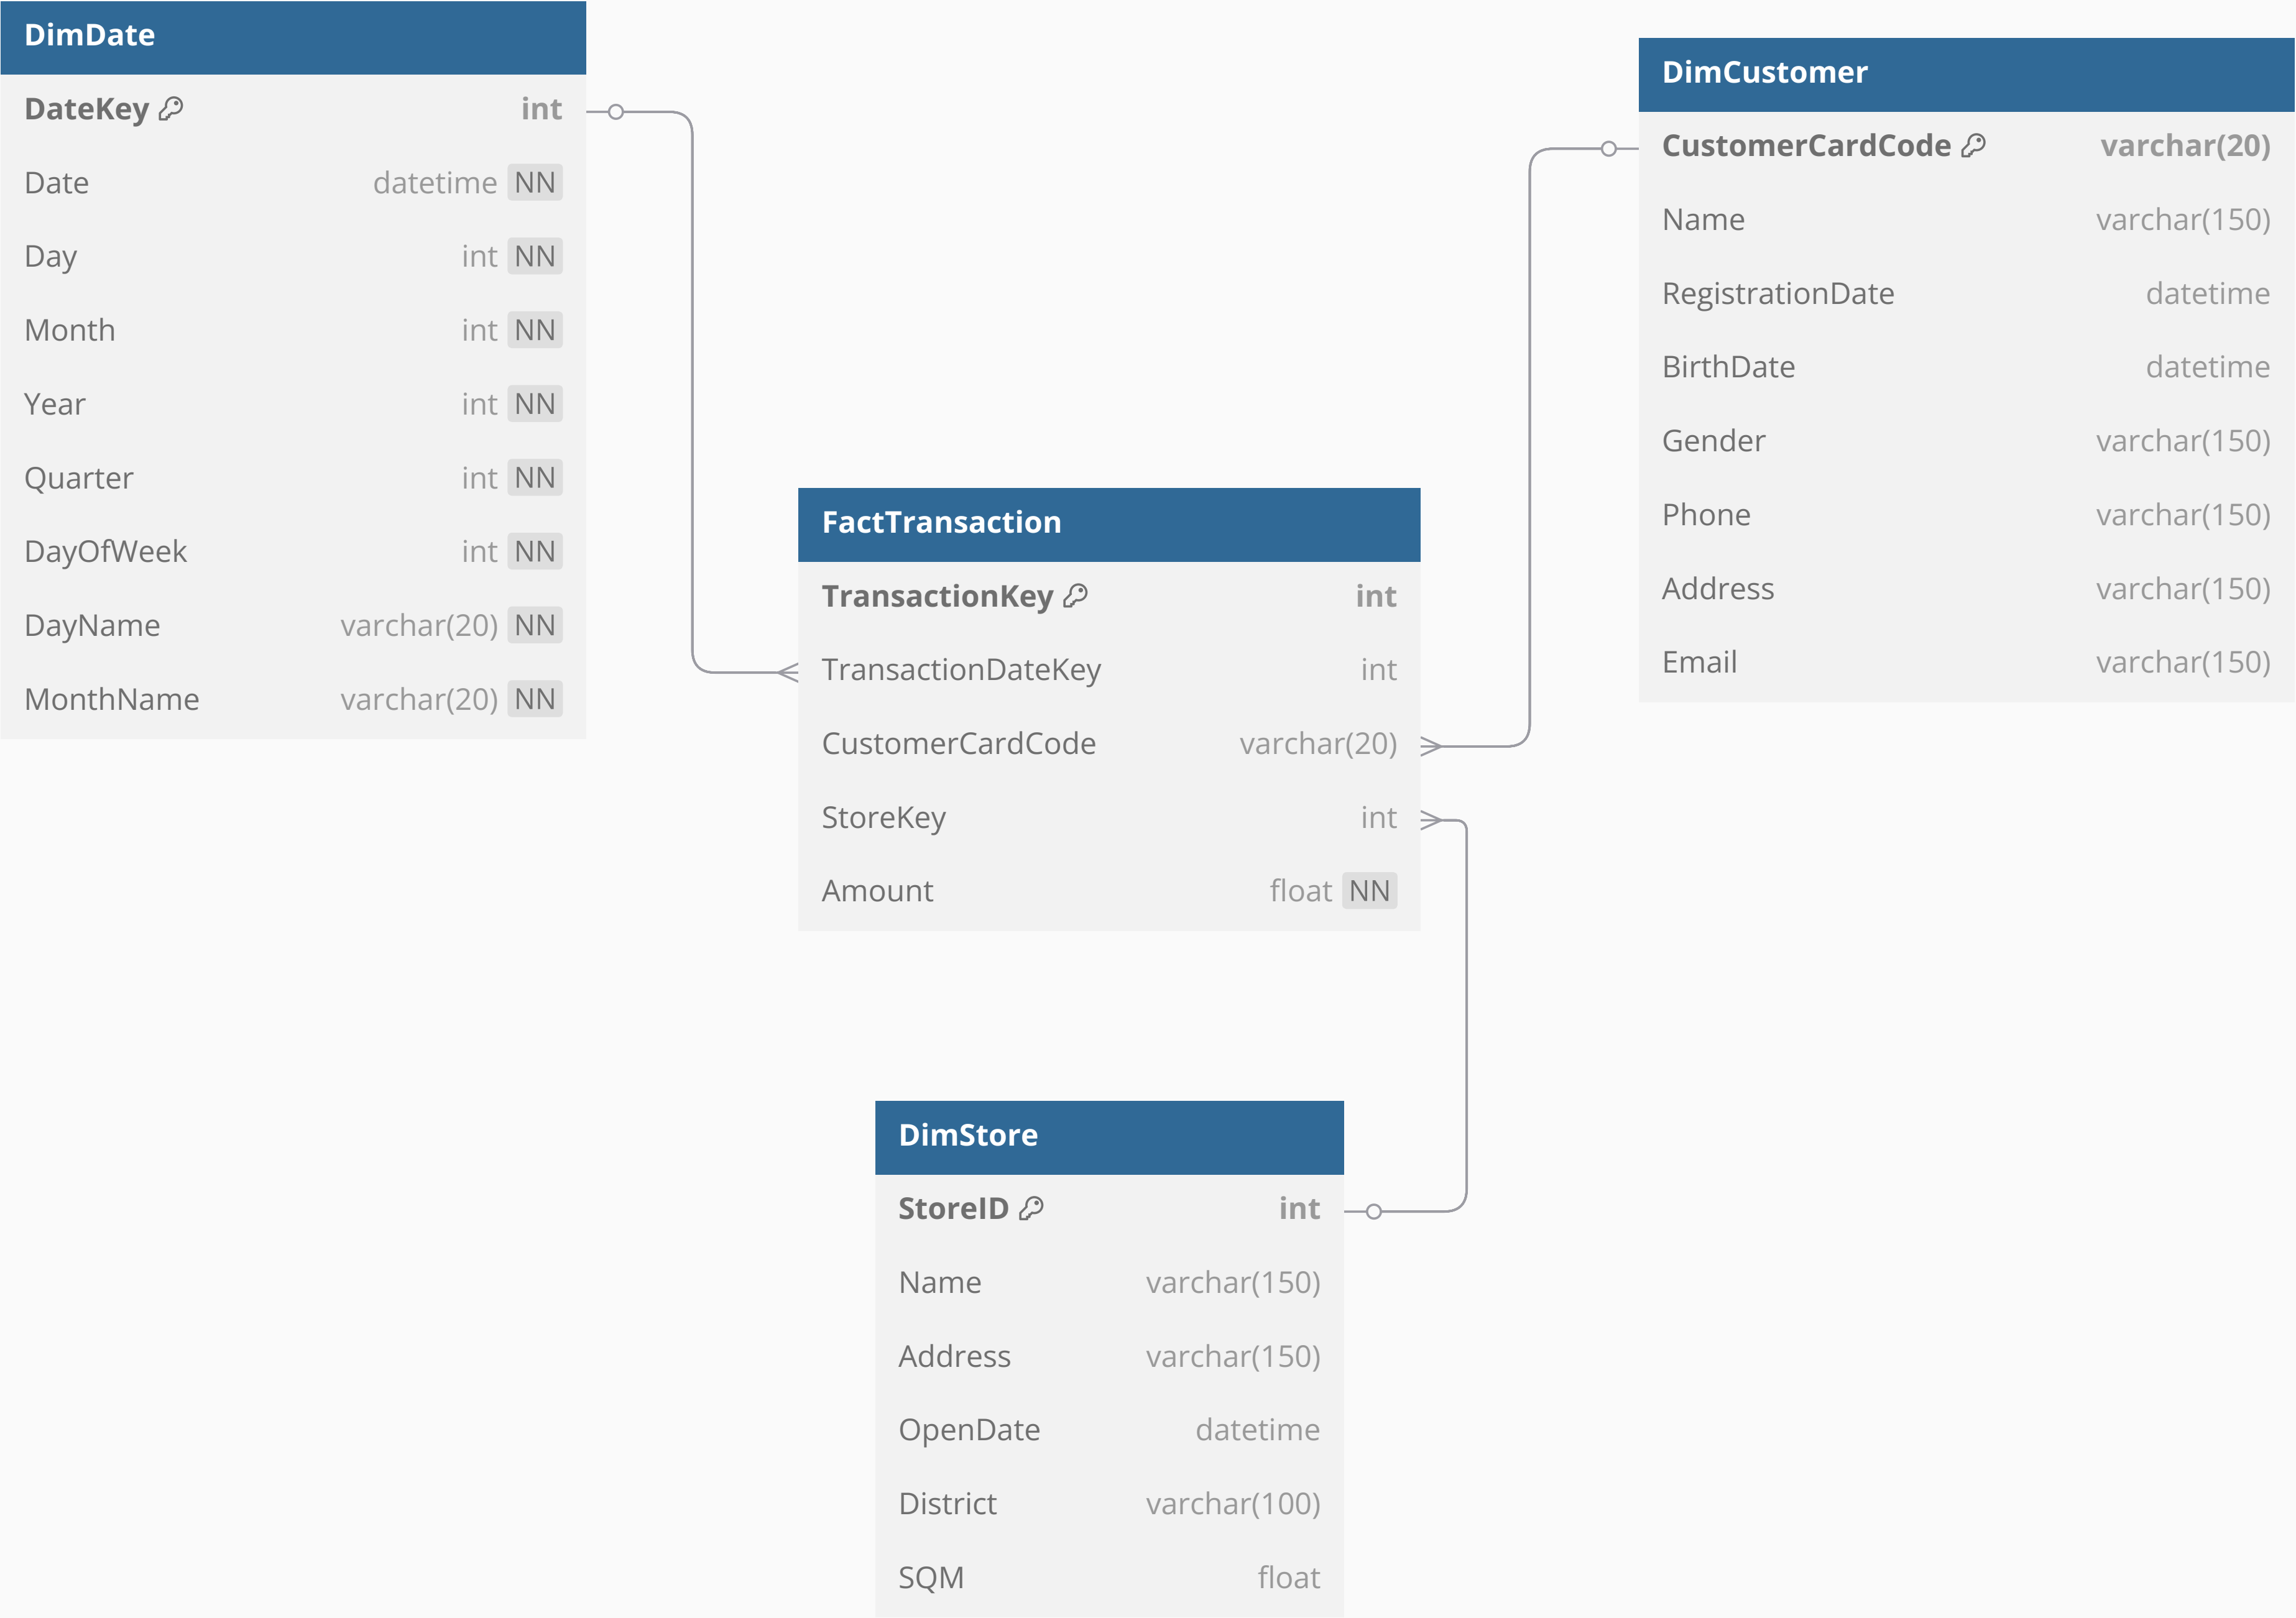 DimDate
DateKey int
Date datetime NN
Day int NN
Month int NN
Year int NN
Quarter int NN
DayOfWeek int NN
DayName varchar(20) NN
MonthName varchar(20) NN
DimCustomer
CustomerCardCode varchar(20)
Name varchar(150)
RegistrationDate datetime
BirthDate datetime
Gender varchar(150)
Phone varchar(150)
Address varchar(150)
Email varchar(150)
FactTransaction
TransactionKey int
TransactionDateKey int
CustomerCardCode varchar(20)
StoreKey int
Amount float NN
DimStore
StoreID int
Name varchar(150)
Address varchar(150)
OpenDate datetime
District varchar(100)
SQM float